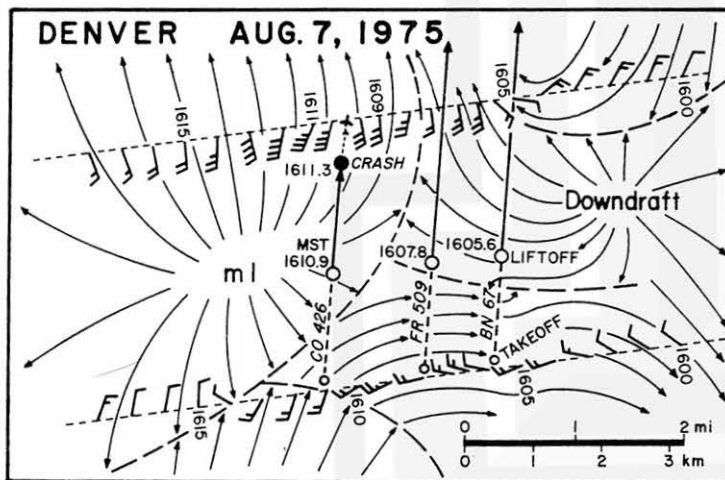 DENVER AUG. 7, 1975
1615
1611
1609
1605
1600
1611.3
CRASH
Downdraft
MST
1610.9
1607.8
1605.6
LIFTOFF
m1
CO 426
FR 509
BN 67
TAKEOFF
1615
1610
1605
1600
0 1 2 mi
0 1 2 3
km